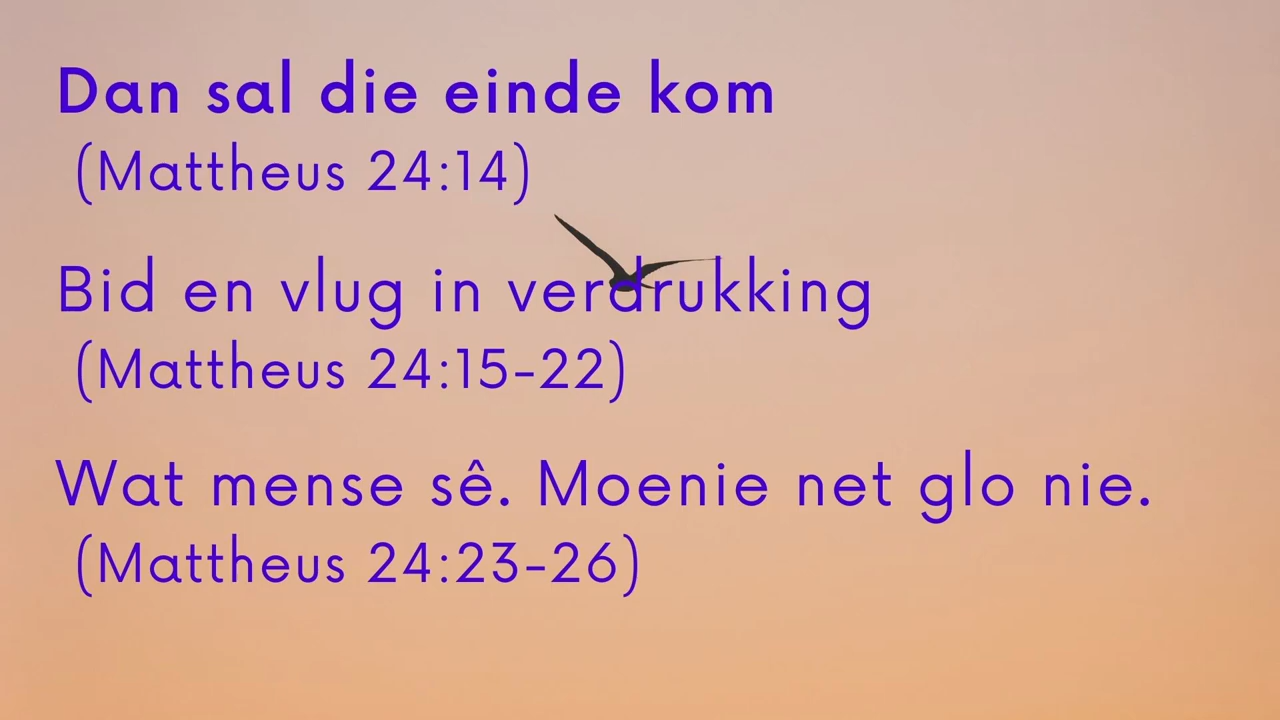 Dan sal die einde kom
(Mattheus 24:14)
Bid en vlug in verdrukking
(Mattheus 24:15-22)
Wat mense sê. Moenie net glo nie.
(Mattheus 24:23-26)